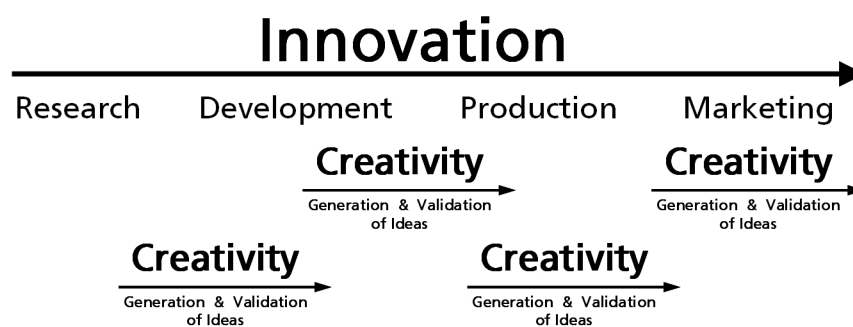 Innovation
Research Development Production Marketing
Creativity Creativity
Generation & Validation Generation & Validation
of Ideas of Ideas
Creativity Creativity
Generation & Validation Generation & Validation
of Ideas of Ideas